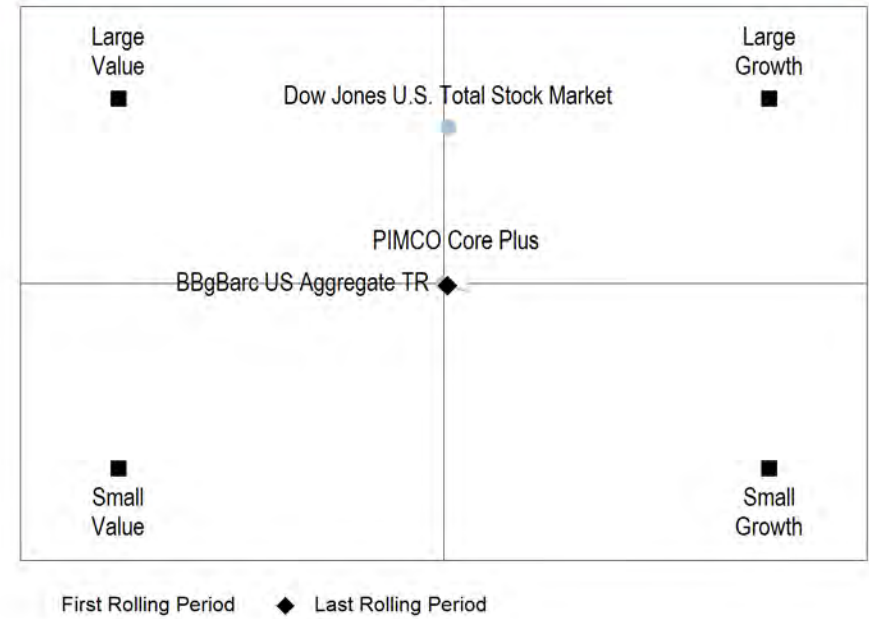 Large
Value
Large
Growth
Dow Jones U.S. Total Stock Market
PIMCO Core Plus
BBgBarc US Aggregate TR
Small
Value
Small
Growth
First Rolling Period
Last Rolling Period